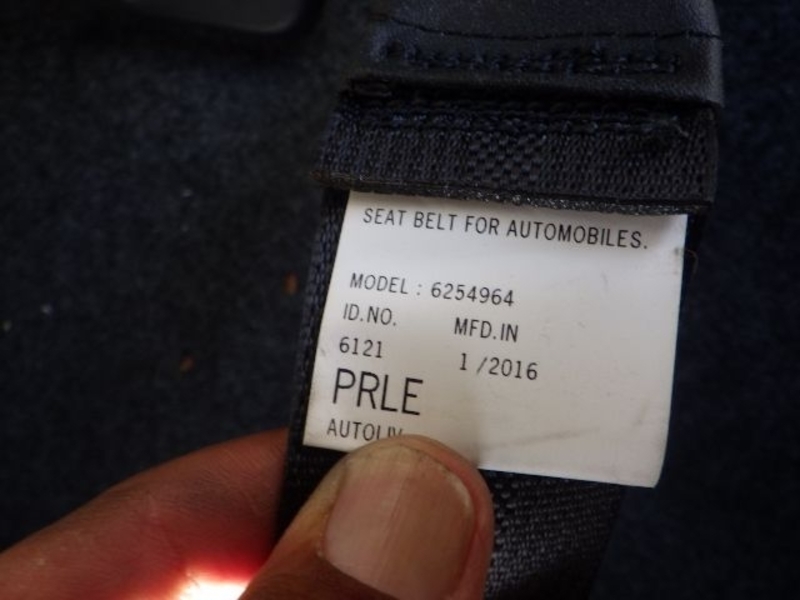 SEAT BELT FOR AUTOMOBILES.
MODEL : 6254964
ID.NO. MFD.IN
6121 1 /2016
PRLE
AUTOLIV